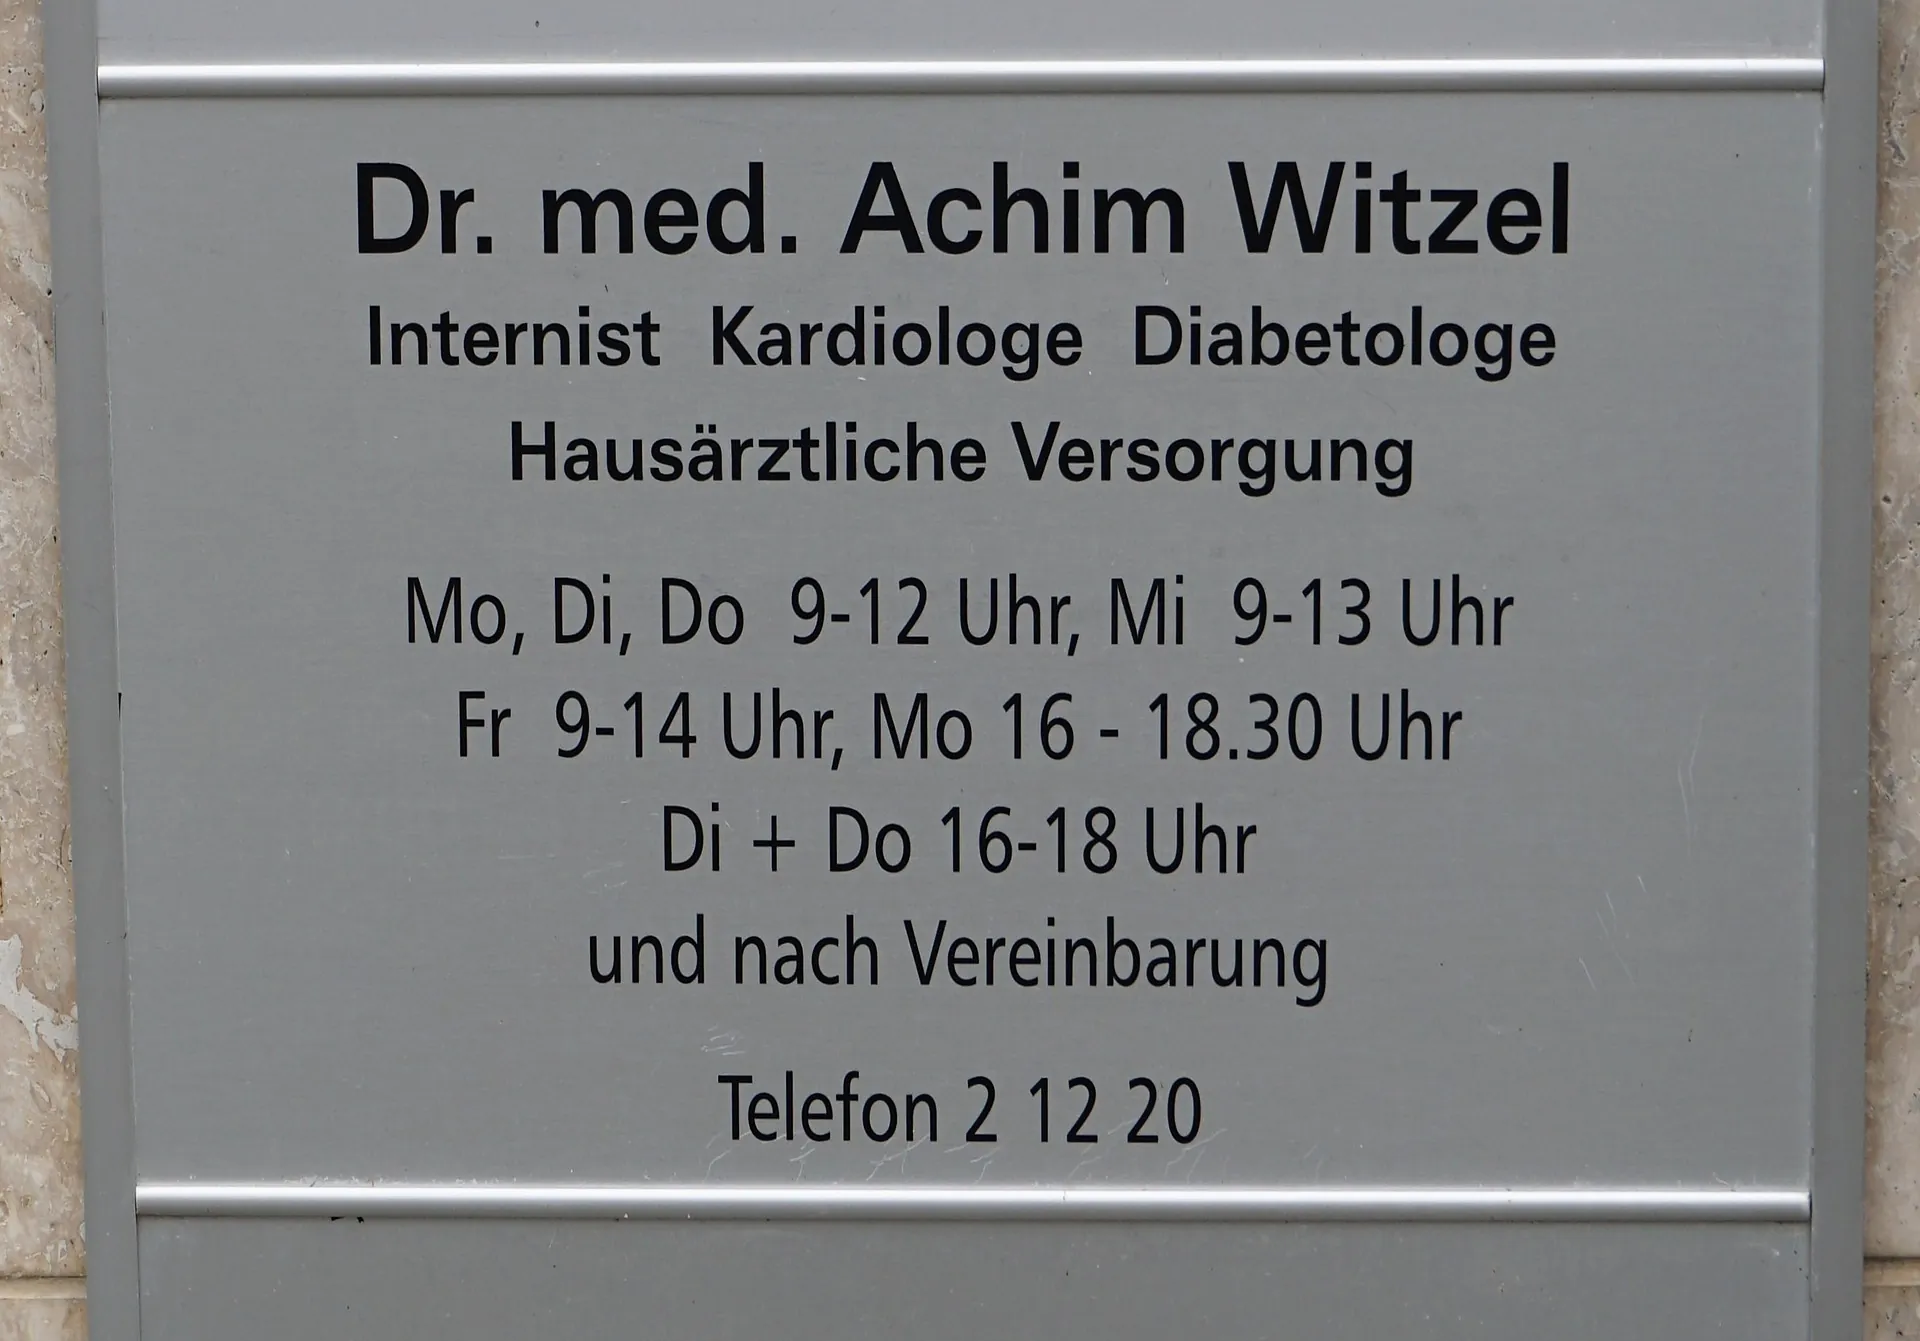 Dr. med. Achim Witzel
Internist Kardiologe Diabetologe
Hausärztliche Versorgung
Mo, Di, Do 9-12 Uhr, Mi 9-13 Uhr
Fr 9-14 Uhr, Mo 16 - 18.30 Uhr
Di + Do 16-18 Uhr
und nach Vereinbarung
Telefon 2 12 20